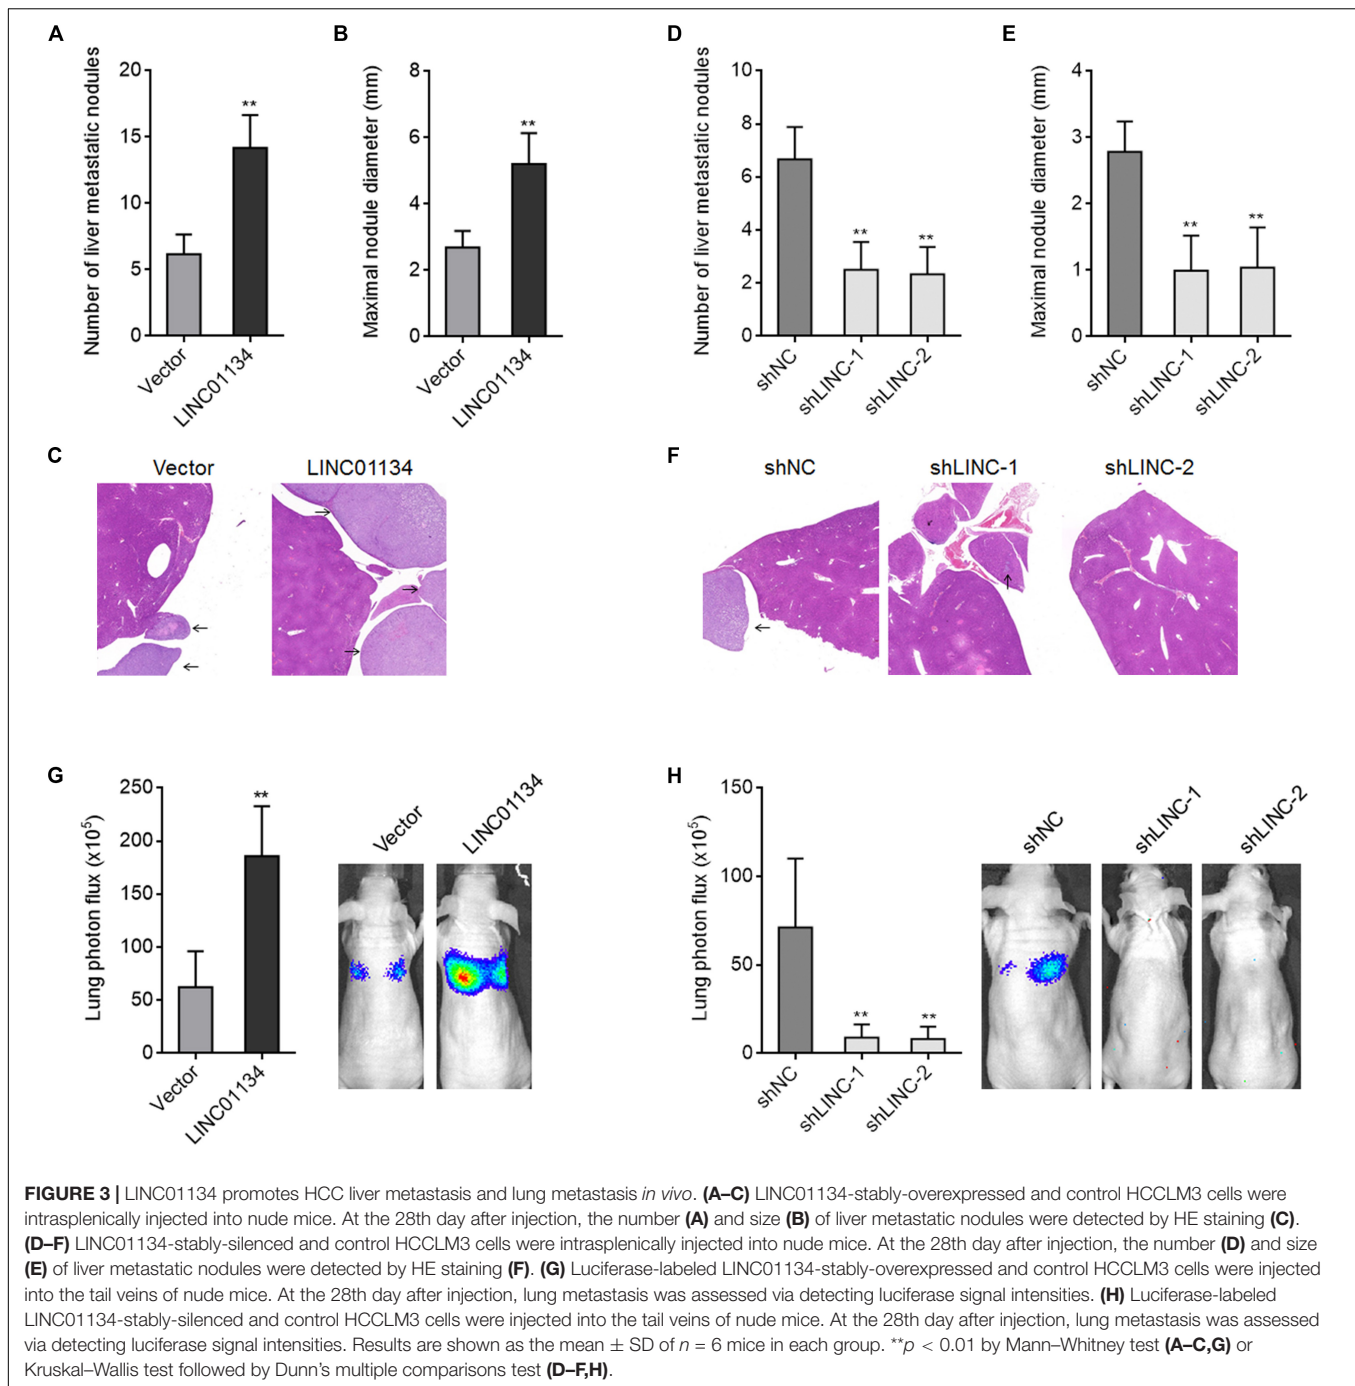 A
Number of liver metastatic nodules
20
15
10
5
0
**
Vector
LINC01134
B
Maximal nodule diameter (mm)
8
6
4
2
0
**
Vector
LINC01134
D
Number of liver metastatic nodules
10
8
6
4
2
0
**
**
shNC
shLINC-1
shLINC-2
E
Maximal nodule diameter (mm)
4
3
2
1
0
**
**
shNC
shLINC-1
shLINC-2
C
Vector
LINC01134
F
shNC
shLINC-1
shLINC-2
G
Lung photon flux (x10⁵)
250
200
150
100
50
0
**
Vector
LINC01134
Vector
LINC01134
H
Lung photon flux (x10⁵)
150
100
50
0
**
**
shNC
shLINC-1
shLINC-2
shNC
shLINC-1
shLINC-2
FIGURE 3 | LINC01134 promotes HCC liver metastasis and lung metastasis in vivo. (A–C) LINC01134-stably-overexpressed and control HCCLM3 cells were
intrasplenically injected into nude mice. At the 28th day after injection, the number (A) and size (B) of liver metastatic nodules were detected by HE staining (C).
(D–F) LINC01134-stably-silenced and control HCCLM3 cells were intrasplenically injected into nude mice. At the 28th day after injection, the number (D) and size
(E) of liver metastatic nodules were detected by HE staining (F). (G) Luciferase-labeled LINC01134-stably-overexpressed and control HCCLM3 cells were injected
into the tail veins of nude mice. At the 28th day after injection, lung metastasis was assessed via detecting luciferase signal intensities. (H) Luciferase-labeled
LINC01134-stably-silenced and control HCCLM3 cells were injected into the tail veins of nude mice. At the 28th day after injection, lung metastasis was assessed
via detecting luciferase signal intensities. Results are shown as the mean ± SD of n = 6 mice in each group. **p < 0.01 by Mann–Whitney test (A–C,G) or
Kruskal–Wallis test followed by Dunn's multiple comparisons test (D–F,H).